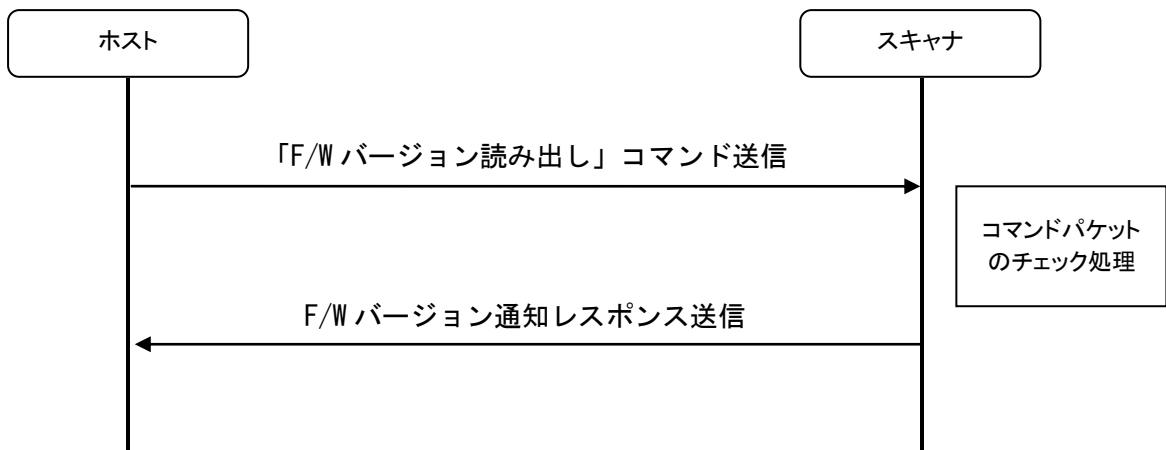 ホスト
スキャナ
「F/W バージョン読み出し」コマンド送信
コマンドパケット
のチェック処理
F/W バージョン通知レスポンス送信